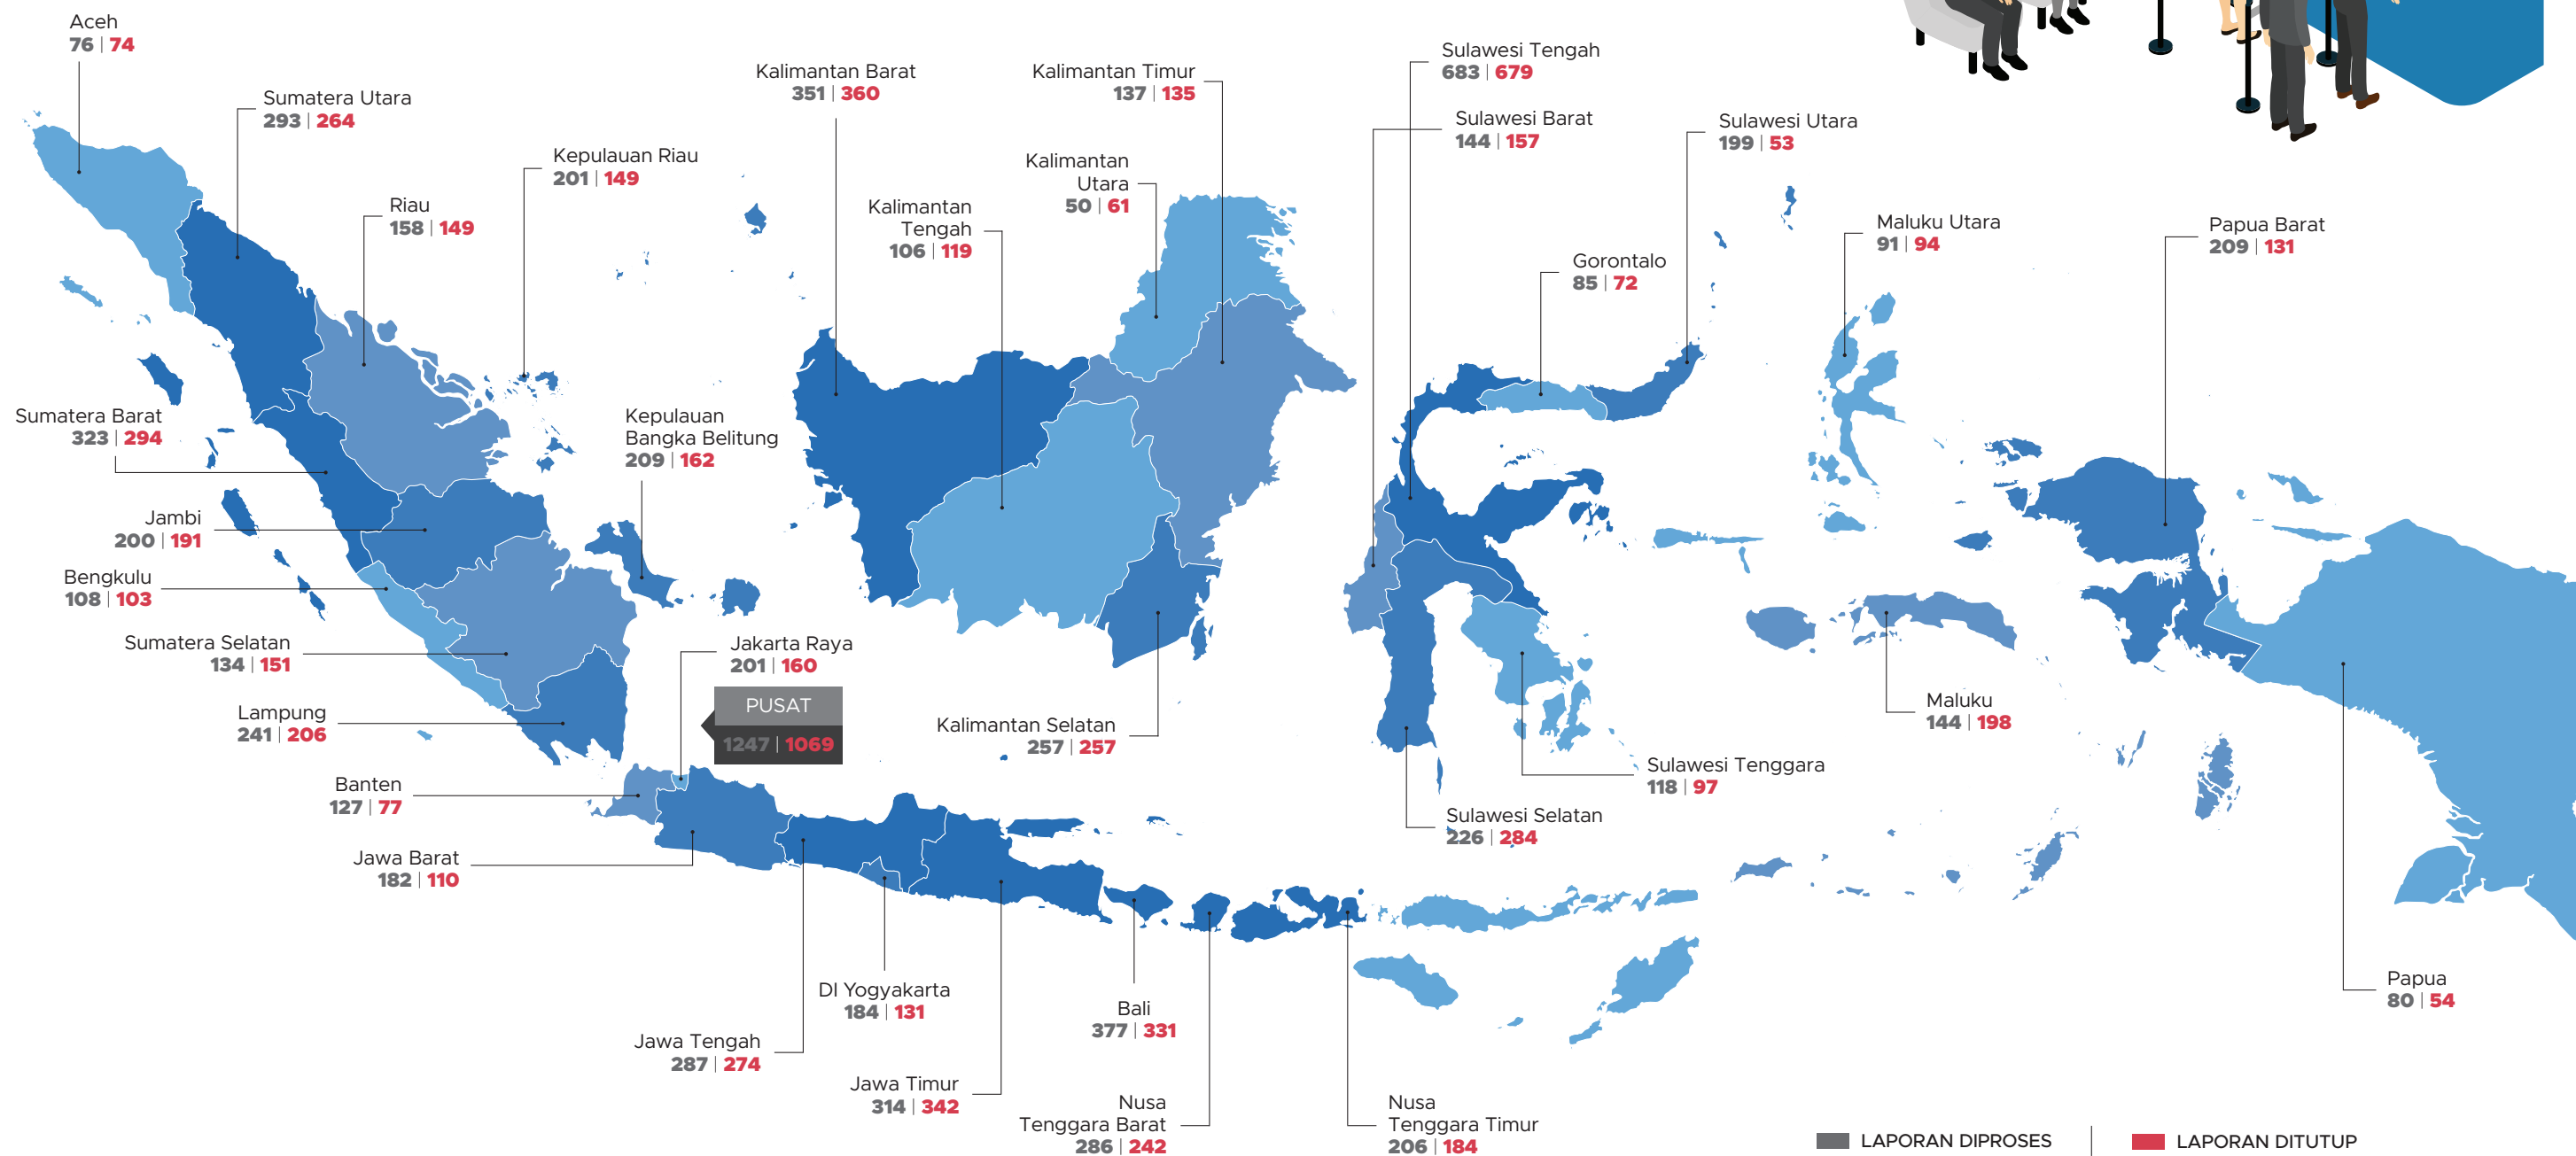 Aceh
76 | 74
Sumatera Utara
293 | 264
Riau
158 | 149
Kepulauan Riau
201 | 149
Sumatera Barat
323 | 294
Jambi
200 | 191
Bengkulu
108 | 103
Sumatera Selatan
134 | 151
Lampung
241 | 206
Kepulauan
Bangka Belitung
209 | 162
Jakarta Raya
201 | 160
PUSAT
1247 | 1069
Banten
127 | 77
Jawa Barat
182 | 110
Jawa Tengah
287 | 274
DI Yogyakarta
184 | 131
Jawa Timur
314 | 342
Bali
377 | 331
Nusa
Tenggara Barat
286 | 242
Nusa
Tenggara Timur
206 | 184
Kalimantan Barat
351 | 360
Kalimantan
Tengah
106 | 119
Kalimantan
Utara
50 | 61
Kalimantan Timur
137 | 135
Kalimantan Selatan
257 | 257
Sulawesi Tengah
683 | 679
Sulawesi Barat
144 | 157
Sulawesi Utara
199 | 53
Gorontalo
85 | 72
Sulawesi Tenggara
118 | 97
Sulawesi Selatan
226 | 284
Maluku Utara
91 | 94
Maluku
144 | 198
Papua Barat
209 | 131
Papua
80 | 54
LAPORAN DIPROSES | LAPORAN DITUTUP